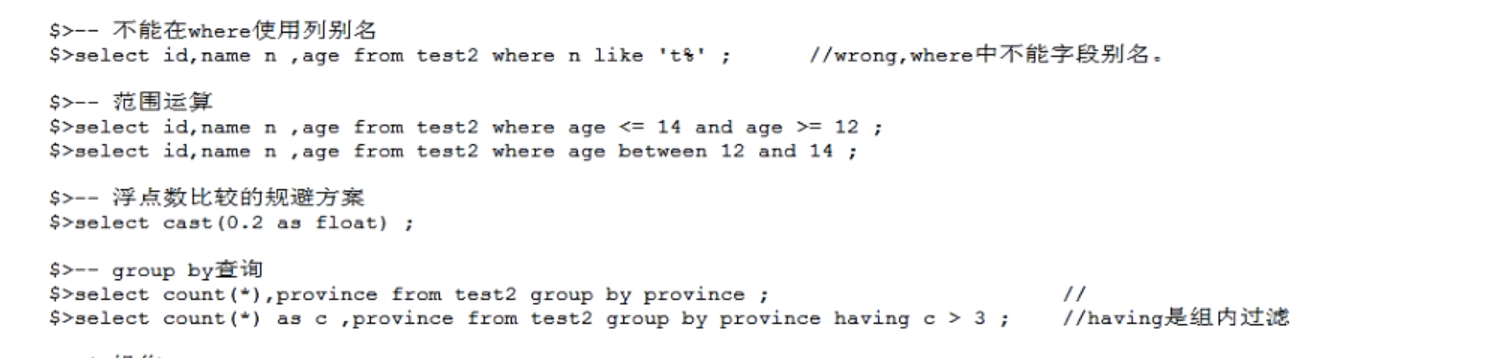 $>-- 不能在where使用列别名
$>select id,name n ,age from test2 where n like 't%' ; //wrong,where中不能字段别名。
$>-- 范围运算
$>select id,name n ,age from test2 where age <= 14 and age >= 12 ;
$>select id,name n ,age from test2 where age between 12 and 14 ;
$>-- 浮点数比较的规避方案
$>select cast(0.2 as float) ;
$>-- group by查询
$>select count(*),province from test2 group by province ; //
$>select count(*) as c ,province from test2 group by province having c > 3 ; //having是组内过滤